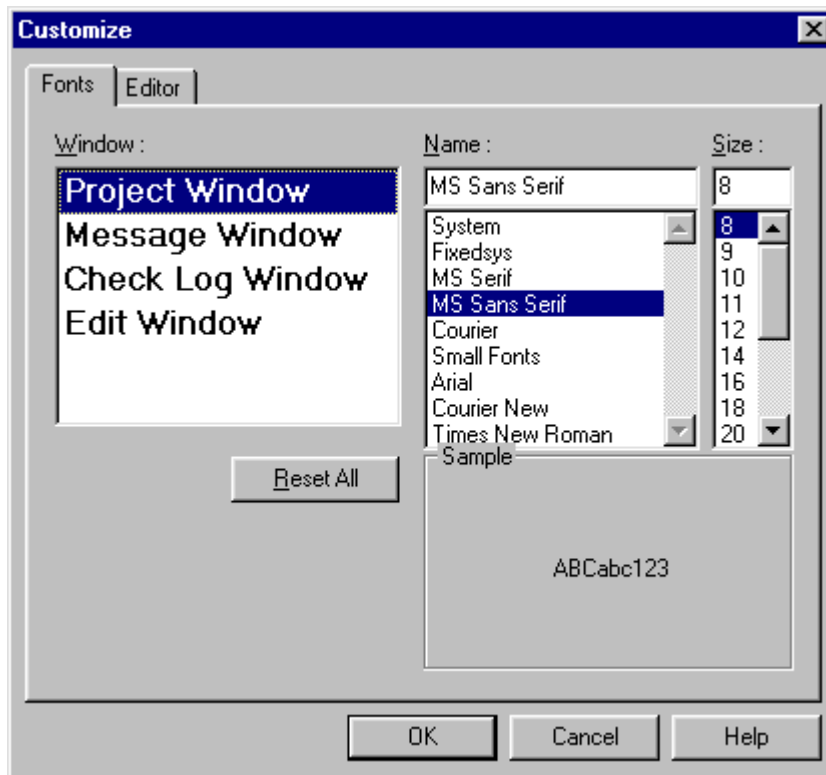 Customize
Fonts Editor
Window :
Project Window
Message Window
Check Log Window
Edit Window
Reset All
Name :
MS Sans Serif
System
Fixedsys
MS Serif
MS Sans Serif
Courier
Small Fonts
Arial
Courier New
Times New Roman
Size :
8
8
9
10
11
12
14
16
18
20
Sample
ABCabc123
OK Cancel Help